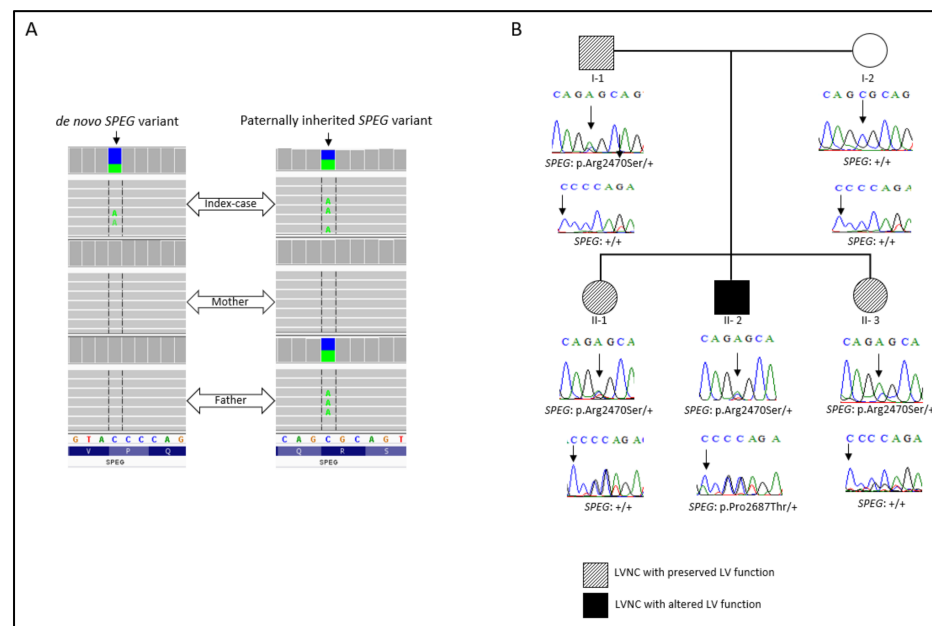 A
de novo SPEG variant
Paternally inherited SPEG variant
A
A
A
A
A
Index-case
Mother
Father
A
A
A
G T A C C C C A G
C A G C G C A G T
V P Q
Q R S
SPEG
SPEG
B
I-1
I-2
C A G A G C A G
C A G C G C A G
SPEG: p.Arg2470Ser/+
SPEG: +/+
C C C C A G A
C C C C A G A
SPEG: +/+
SPEG: +/+
II-1
II- 2
II- 3
C A G A G C A
C A G A G C A
C A G A G C A
SPEG: p.Arg2470Ser/+
SPEG: p.Arg2470Ser/+
SPEG: p.Arg2470Ser/+
C C C C A G A
C C C C A G A
C C C C A G A
SPEG: +/+
SPEG: p.Pro2687Thr/+
SPEG: +/+
LVNC with preserved LV function
LVNC with altered LV function